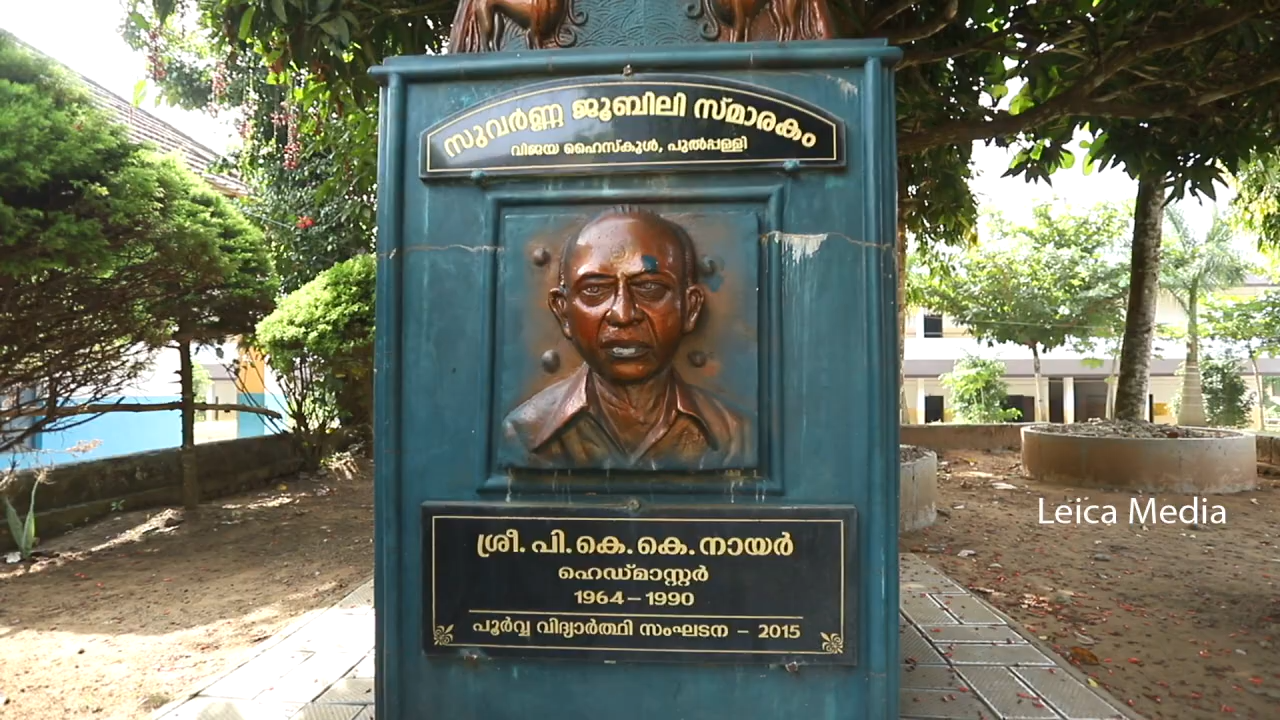 സുവർണ്ണ ജൂബിലി സ്മാരകം
വിജയ ഹൈസ്കൂൾ, പുൽപ്പള്ളി
ശ്രീ. പി. കെ. കെ. നായർ
ഹെഡ്മാസ്റ്റർ
1964 – 1990
പൂർവ്വ വിദ്യാർത്ഥി സംഘടന – 2015
Leica Media